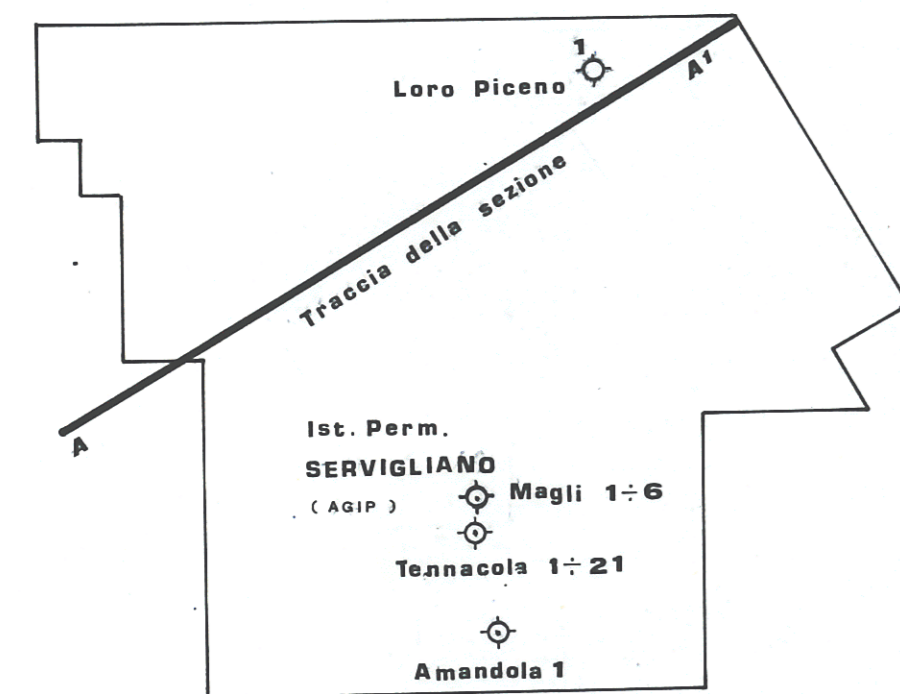 1
Loro Piceno
A¹
Traccia della sezione
A
Ist. Perm.
SERVIGLIANO
( AGIP )
Magli 1÷6
Tennacola 1÷21
Amandola 1